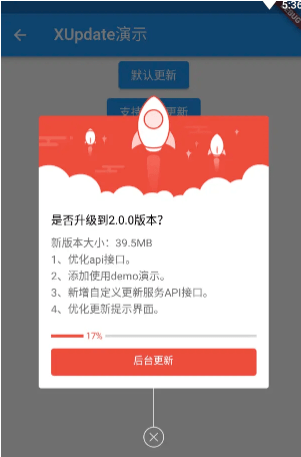 5:36
XUpdate演示
默认更新
支持
更新
是否升级到2.0.0版本?
新版本大小：39.5MB
1、优化api接口。
2、添加使用demo演示。
3、新增自定义更新服务API接口。
4、优化更新提示界面。
17%
后台更新